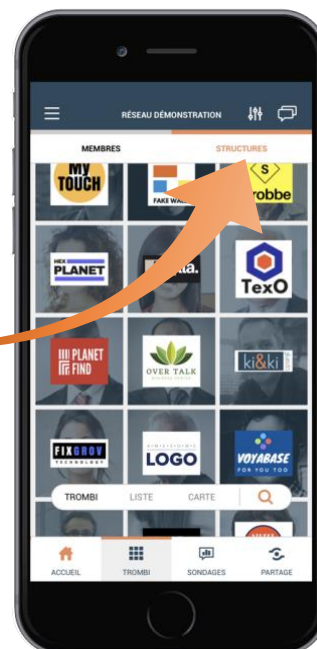 RÉSEAU DÉMONSTRATION
MEMBRES STRUCTURES
My TOUCH FAKE robbe
S
HEX
PLANET TexO
PLANET
FIND OVER TALK ki&ki
FIXGROV
TECHNOLOGY LOGO VOYABASE
FOR YOU TOO
TROMBI LISTE CARTE
ACCUEIL TROMBI SONDAGES PARTAGE